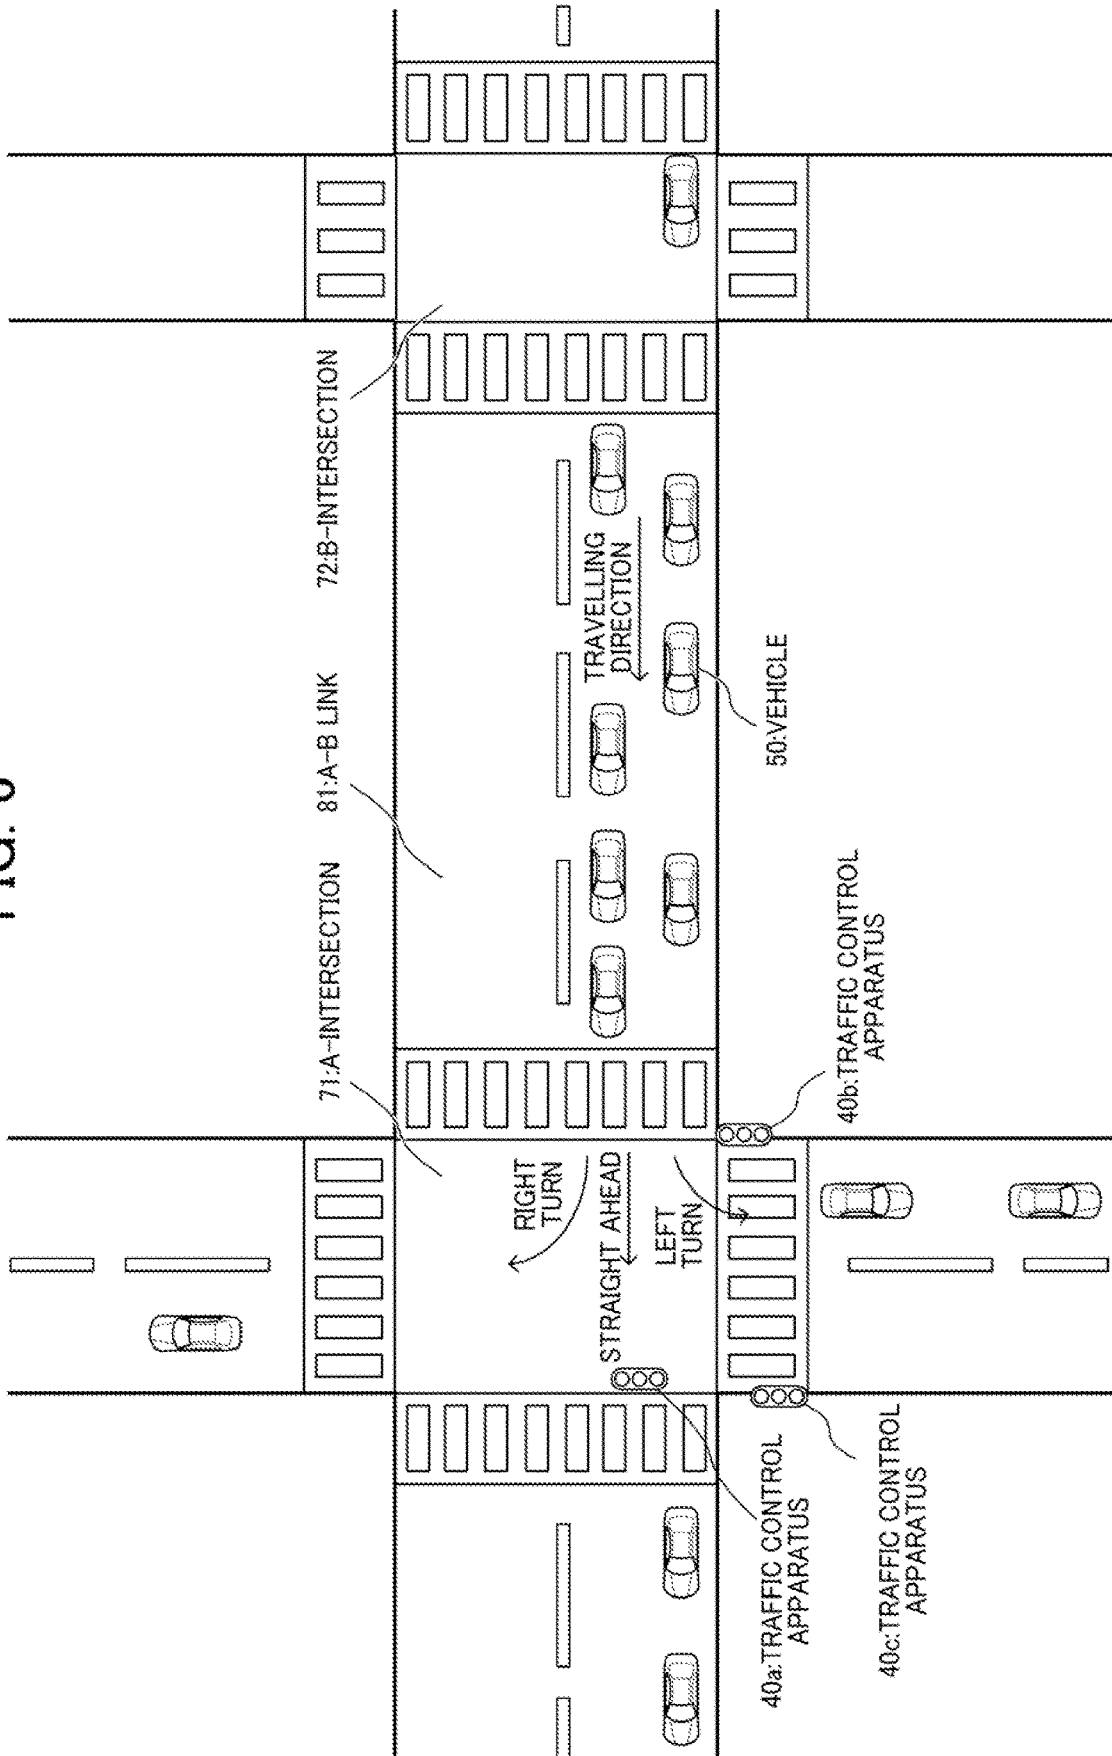 FIG.
71:A-INTERSECTION
81:A-B LINK
72:B-INTERSECTION
RIGHT
TURN
STRAIGHT AHEAD
LEFT
TURN
TRAVELLING
DIRECTION
50:VEHICLE
40a:TRAFFIC CONTROL
APPARATUS
40b:TRAFFIC CONTROL
APPARATUS
40c:TRAFFIC CONTROL
APPARATUS